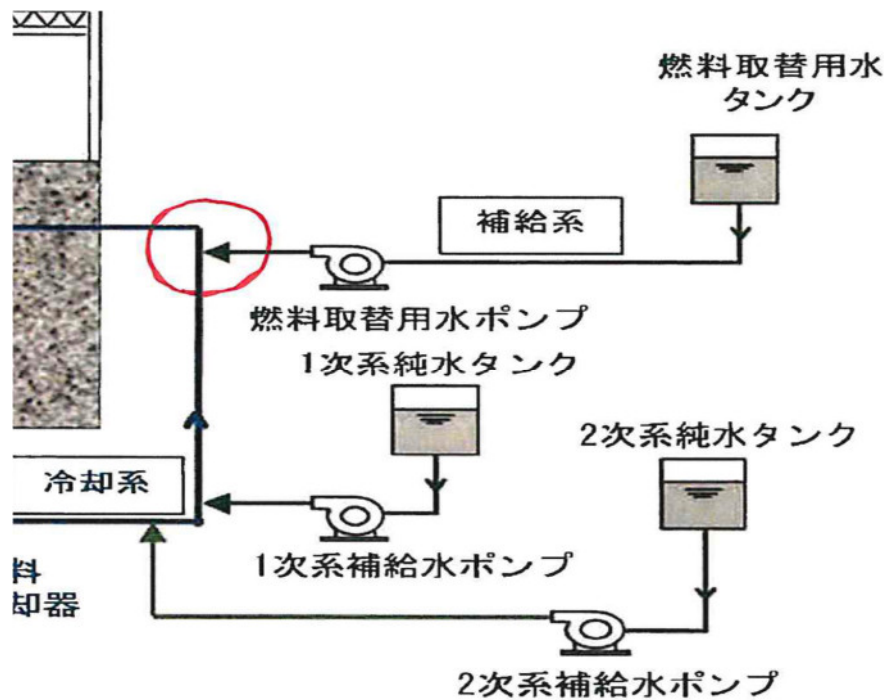 燃料取替用水
タンク
補給系
燃料取替用水ポンプ
1次系純水タンク
2次系純水タンク
冷却系
1次系補給水ポンプ
却器
2次系補給水ポンプ